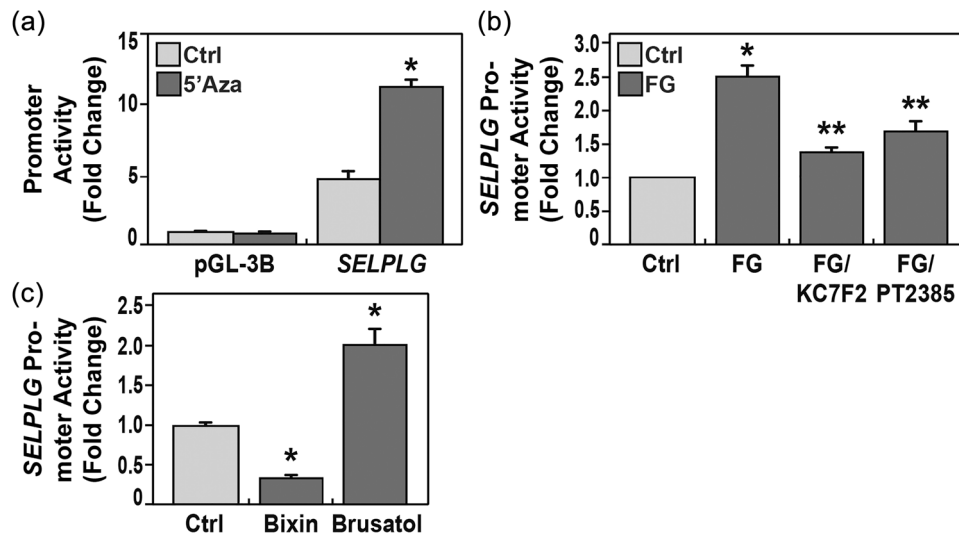 (a)
Promoter
Activity
(Fold Change)
15
10
5
0
Ctrl
5'Aza
*
pGL-3B
SELPLG
(b)
SELPLG Pro-
moter Activity
(Fold Change)
3.0
2.5
2.0
1.5
1.0
0.5
0
Ctrl
FG
*
**
**
Ctrl
FG
FG/
KC7F2
FG/
PT2385
(c)
SELPLG Pro-
moter Activity
(Fold Change)
2.5
2.0
1.0
0.5
0
*
*
Ctrl
Bixin
Brusatol